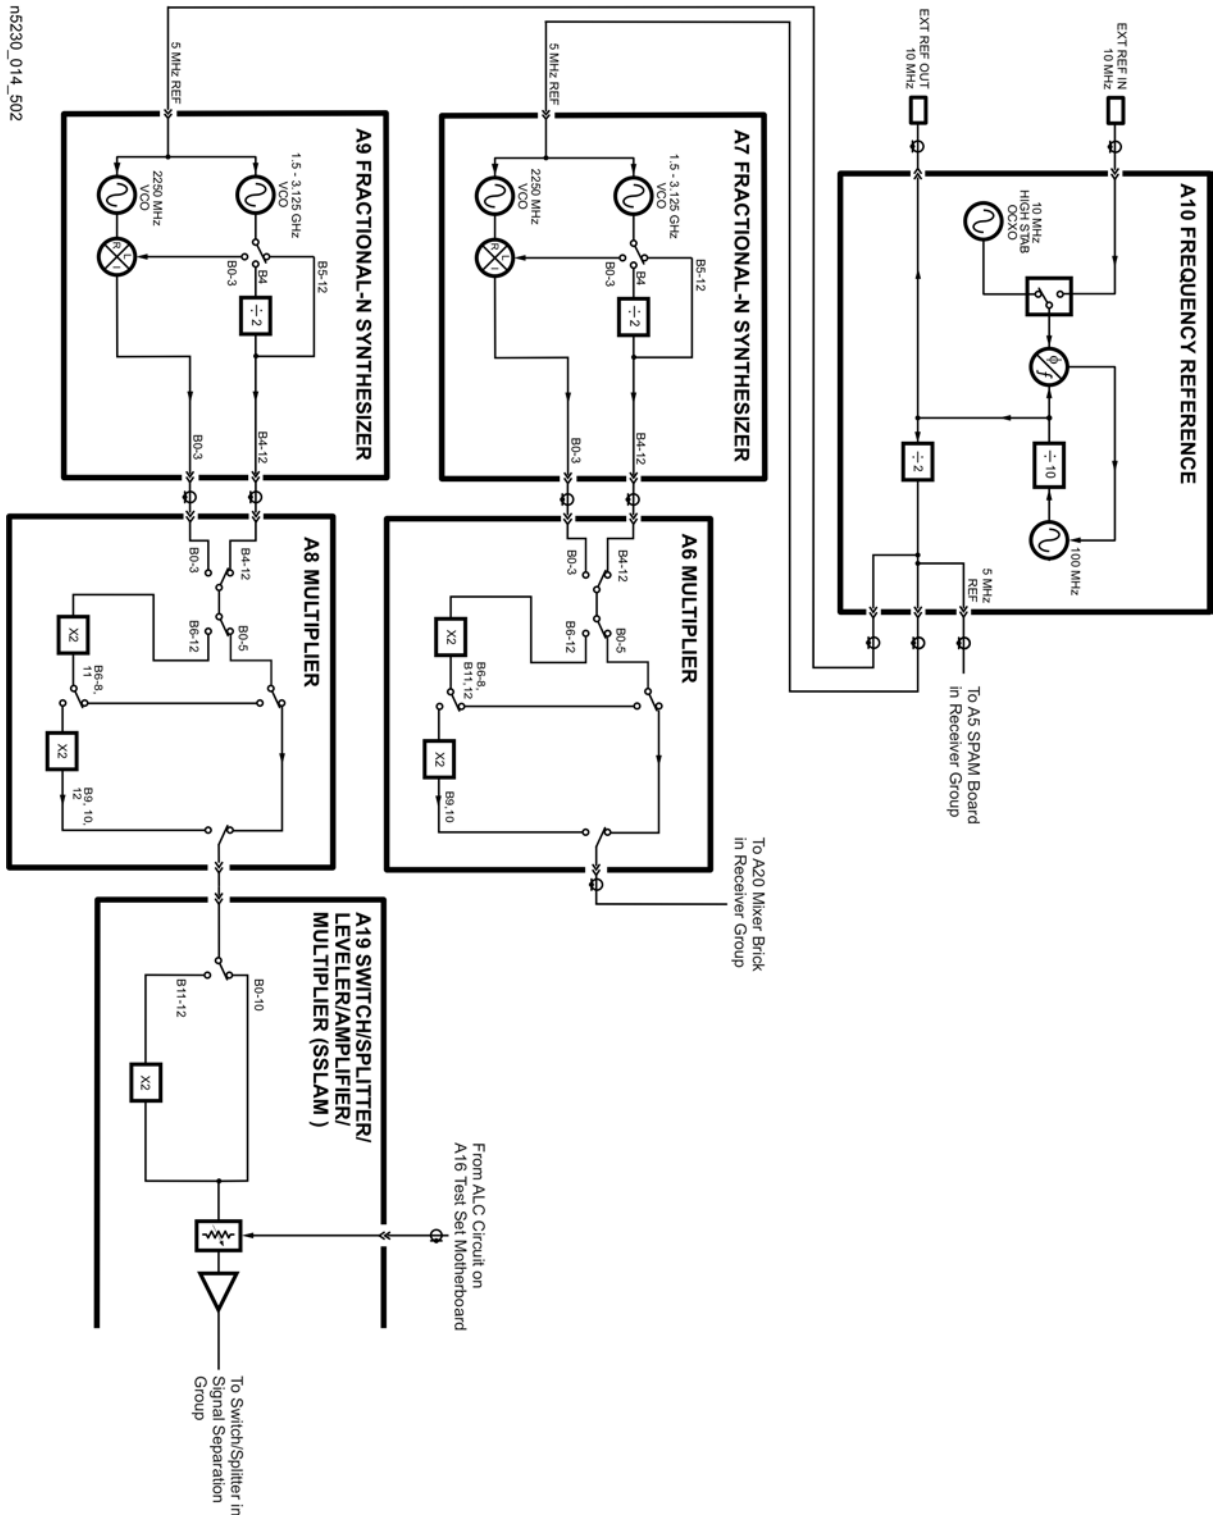 A10 FREQUENCY REFERENCE
EXT REF IN
10 MHz
EXT REF OUT
10 MHz
10 MHz
HIGH STAB
OCXO
ϕ
f
÷ 10
100 MHz
÷ 2
5 MHz
REF
To A5 SPAM Board
in Receiver Group
A7 FRACTIONAL-N SYNTHESIZER
5 MHz REF
1.5 - 3.125 GHz
VCO
B5-12
B4
÷ 2
B0-3
2250 MHz
VCO
L
R
I
B4-12
B0-3
A6 MULTIPLIER
B4-12
B0-3
B0-5
B6-12
X2
B6-8,
B11,12
X2
B9,10
To A20 Mixer Brick
in Receiver Group
A9 FRACTIONAL-N SYNTHESIZER
5 MHz REF
1.5 - 3.125 GHz
VCO
B5-12
B4
÷ 2
B0-3
2250 MHz
VCO
L
R
I
B4-12
B0-3
A8 MULTIPLIER
B4-12
B0-3
B0-5
B6-12
X2
B6-8,
11
X2
B9, 10,
12
A19 SWITCH/SPLITTER/
LEVELER/AMPLIFIER/
MULTIPLIER (SSLAM )
B0-10
B11-12
X2
From ALC Circuit on
A16 Test Set Motherboard
To Switch/Splitter in
Signal Separation
Group
n5230_014_502